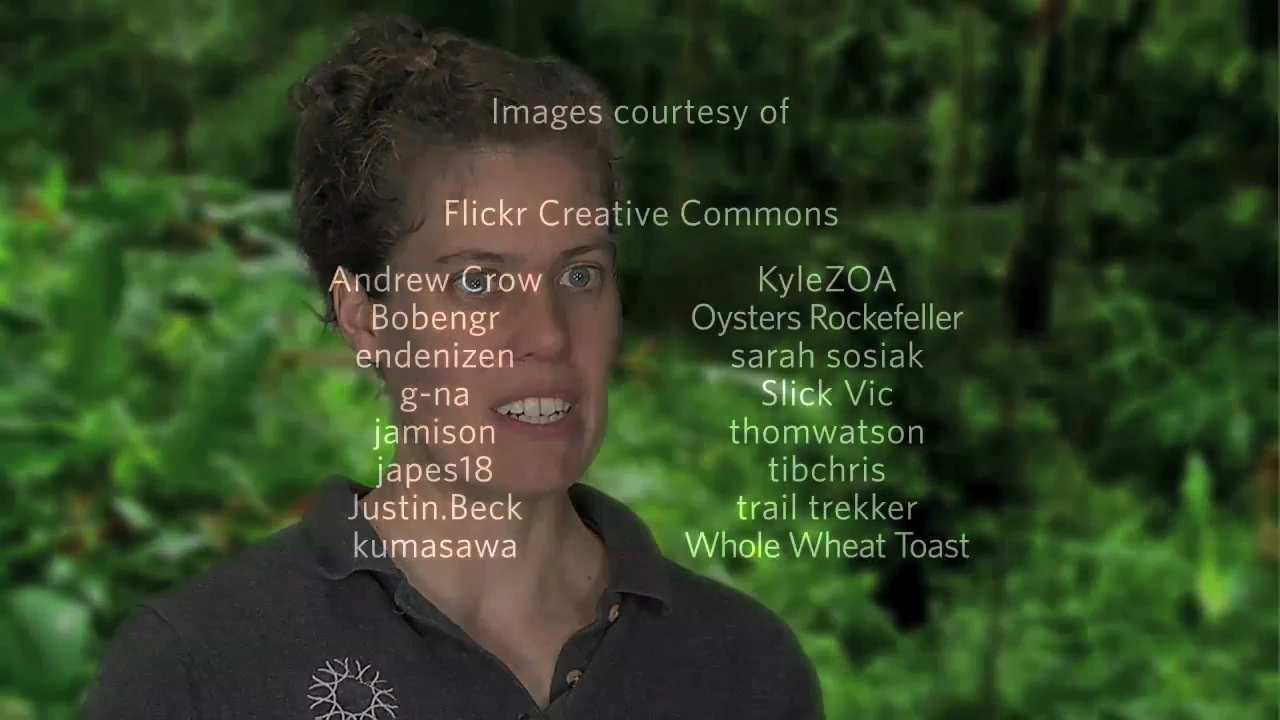 Images courtesy of
Flickr Creative Commons
Andrew Crow
Bobengr
endenizen
g-na
jamison
japes18
Justin.Beck
kumasawa
KyleZOA
Oysters Rockefeller
sarah sosiak
Slick Vic
thomwatson
tibchris
trail trekker
Whole Wheat Toast